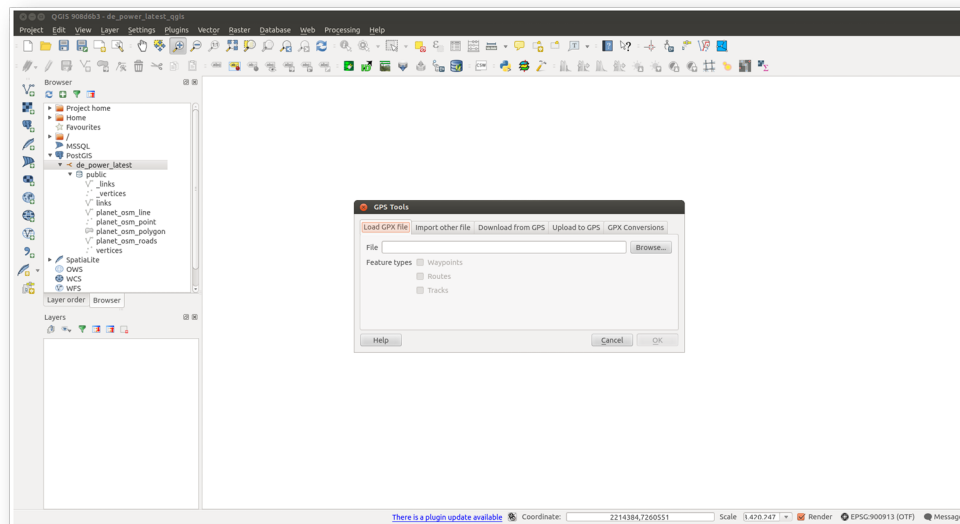 QGIS 908d6b3 - de_power_latest_qgis
Project Edit View Layer Settings Plugins Vector Raster Database Web Processing Help
Browser
Project home
Home
Favourites
/
MSSQL
PostGIS
de_power_latest
public
_links
_vertices
links
planet_osm_line
planet_osm_point
planet_osm_polygon
planet_osm_roads
vertices
SpatiaLite
OWS
WCS
WFS
Layer order Browser
Layers
GPS Tools
Load GPX file Import other file Download from GPS Upload to GPS GPX Conversions
File Browse...
Feature types Waypoints
Routes
Tracks
Help Cancel OK
There is a plugin update available Coordinate: 2214384,7260551 Scale Render EPSG:900913 (OTF) Message